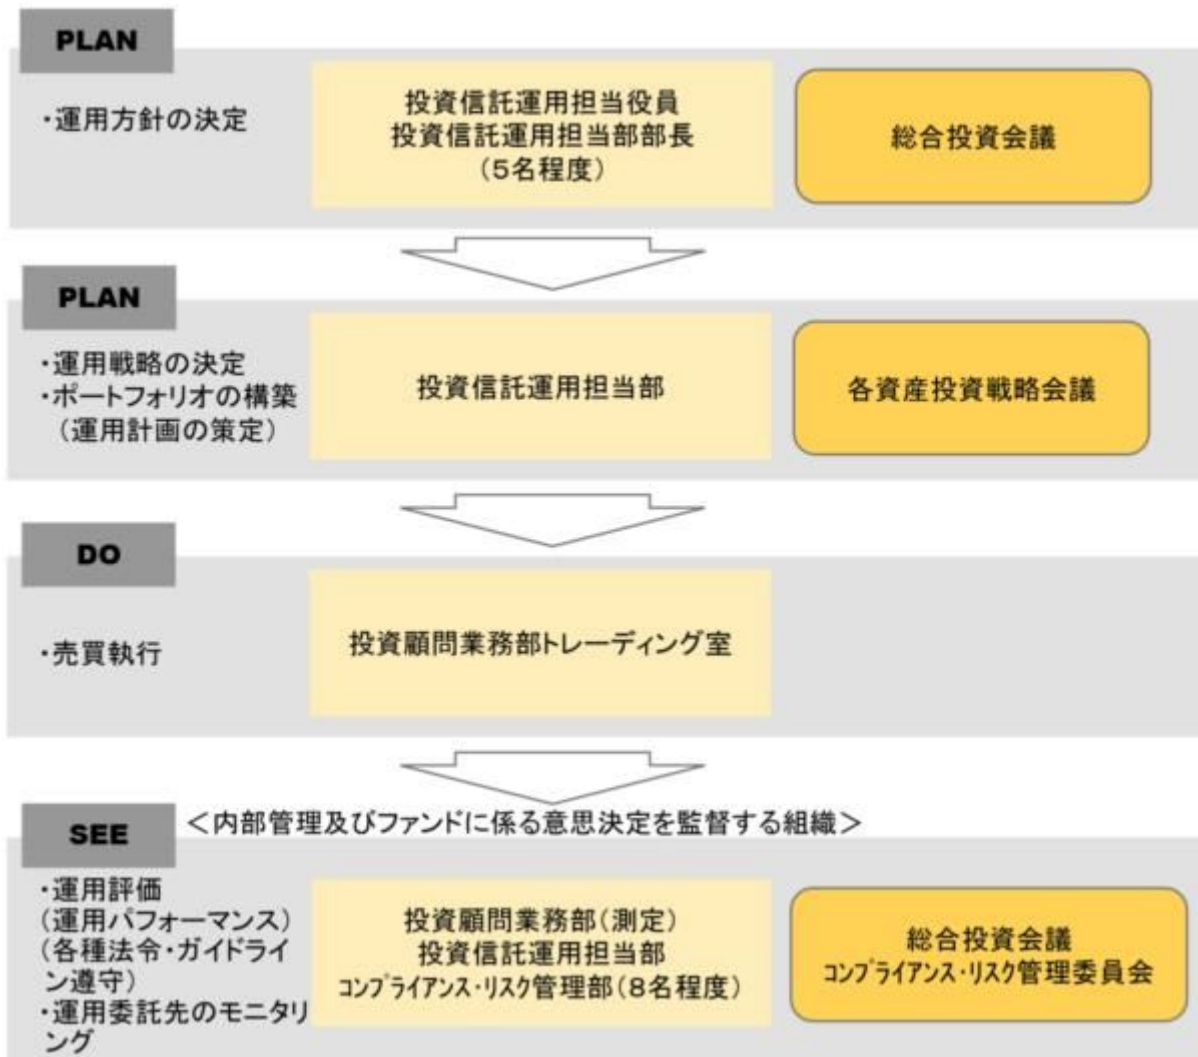 PLAN
・運用方針の決定
投資信託運用担当役員
投資信託運用担当部部長
(5名程度)
総合投資会議
PLAN
・運用戦略の決定
・ポートフォリオの構築
(運用計画の策定)
投資信託運用担当部
各資産投資戦略会議
DO
・売買執行
投資顧問業務部トレーディング室
SEE
＜内部管理及びファンドに係る意思決定を監督する組織＞
・運用評価
(運用パフォーマンス)
(各種法令・ガイドライ
ン遵守)
・運用委託先のモニタリ
ング
投資顧問業務部(測定)
投資信託運用担当部
ｺﾝﾌﾟﾗｲｱﾝｽ・ﾘｽｸ管理部(8名程度)
総合投資会議
ｺﾝﾌﾟﾗｲｱﾝｽ・ﾘｽｸ管理委員会